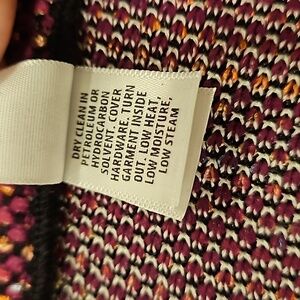 DRY CLEAN IN
PETROLEUM OR
HYDROCARBON
SOLVENT. COVER
HARDWARE, TURN
GARMENT INSIDE
OUT. LOW HEAT,
LOW MOISTURE,
LOW STEAM